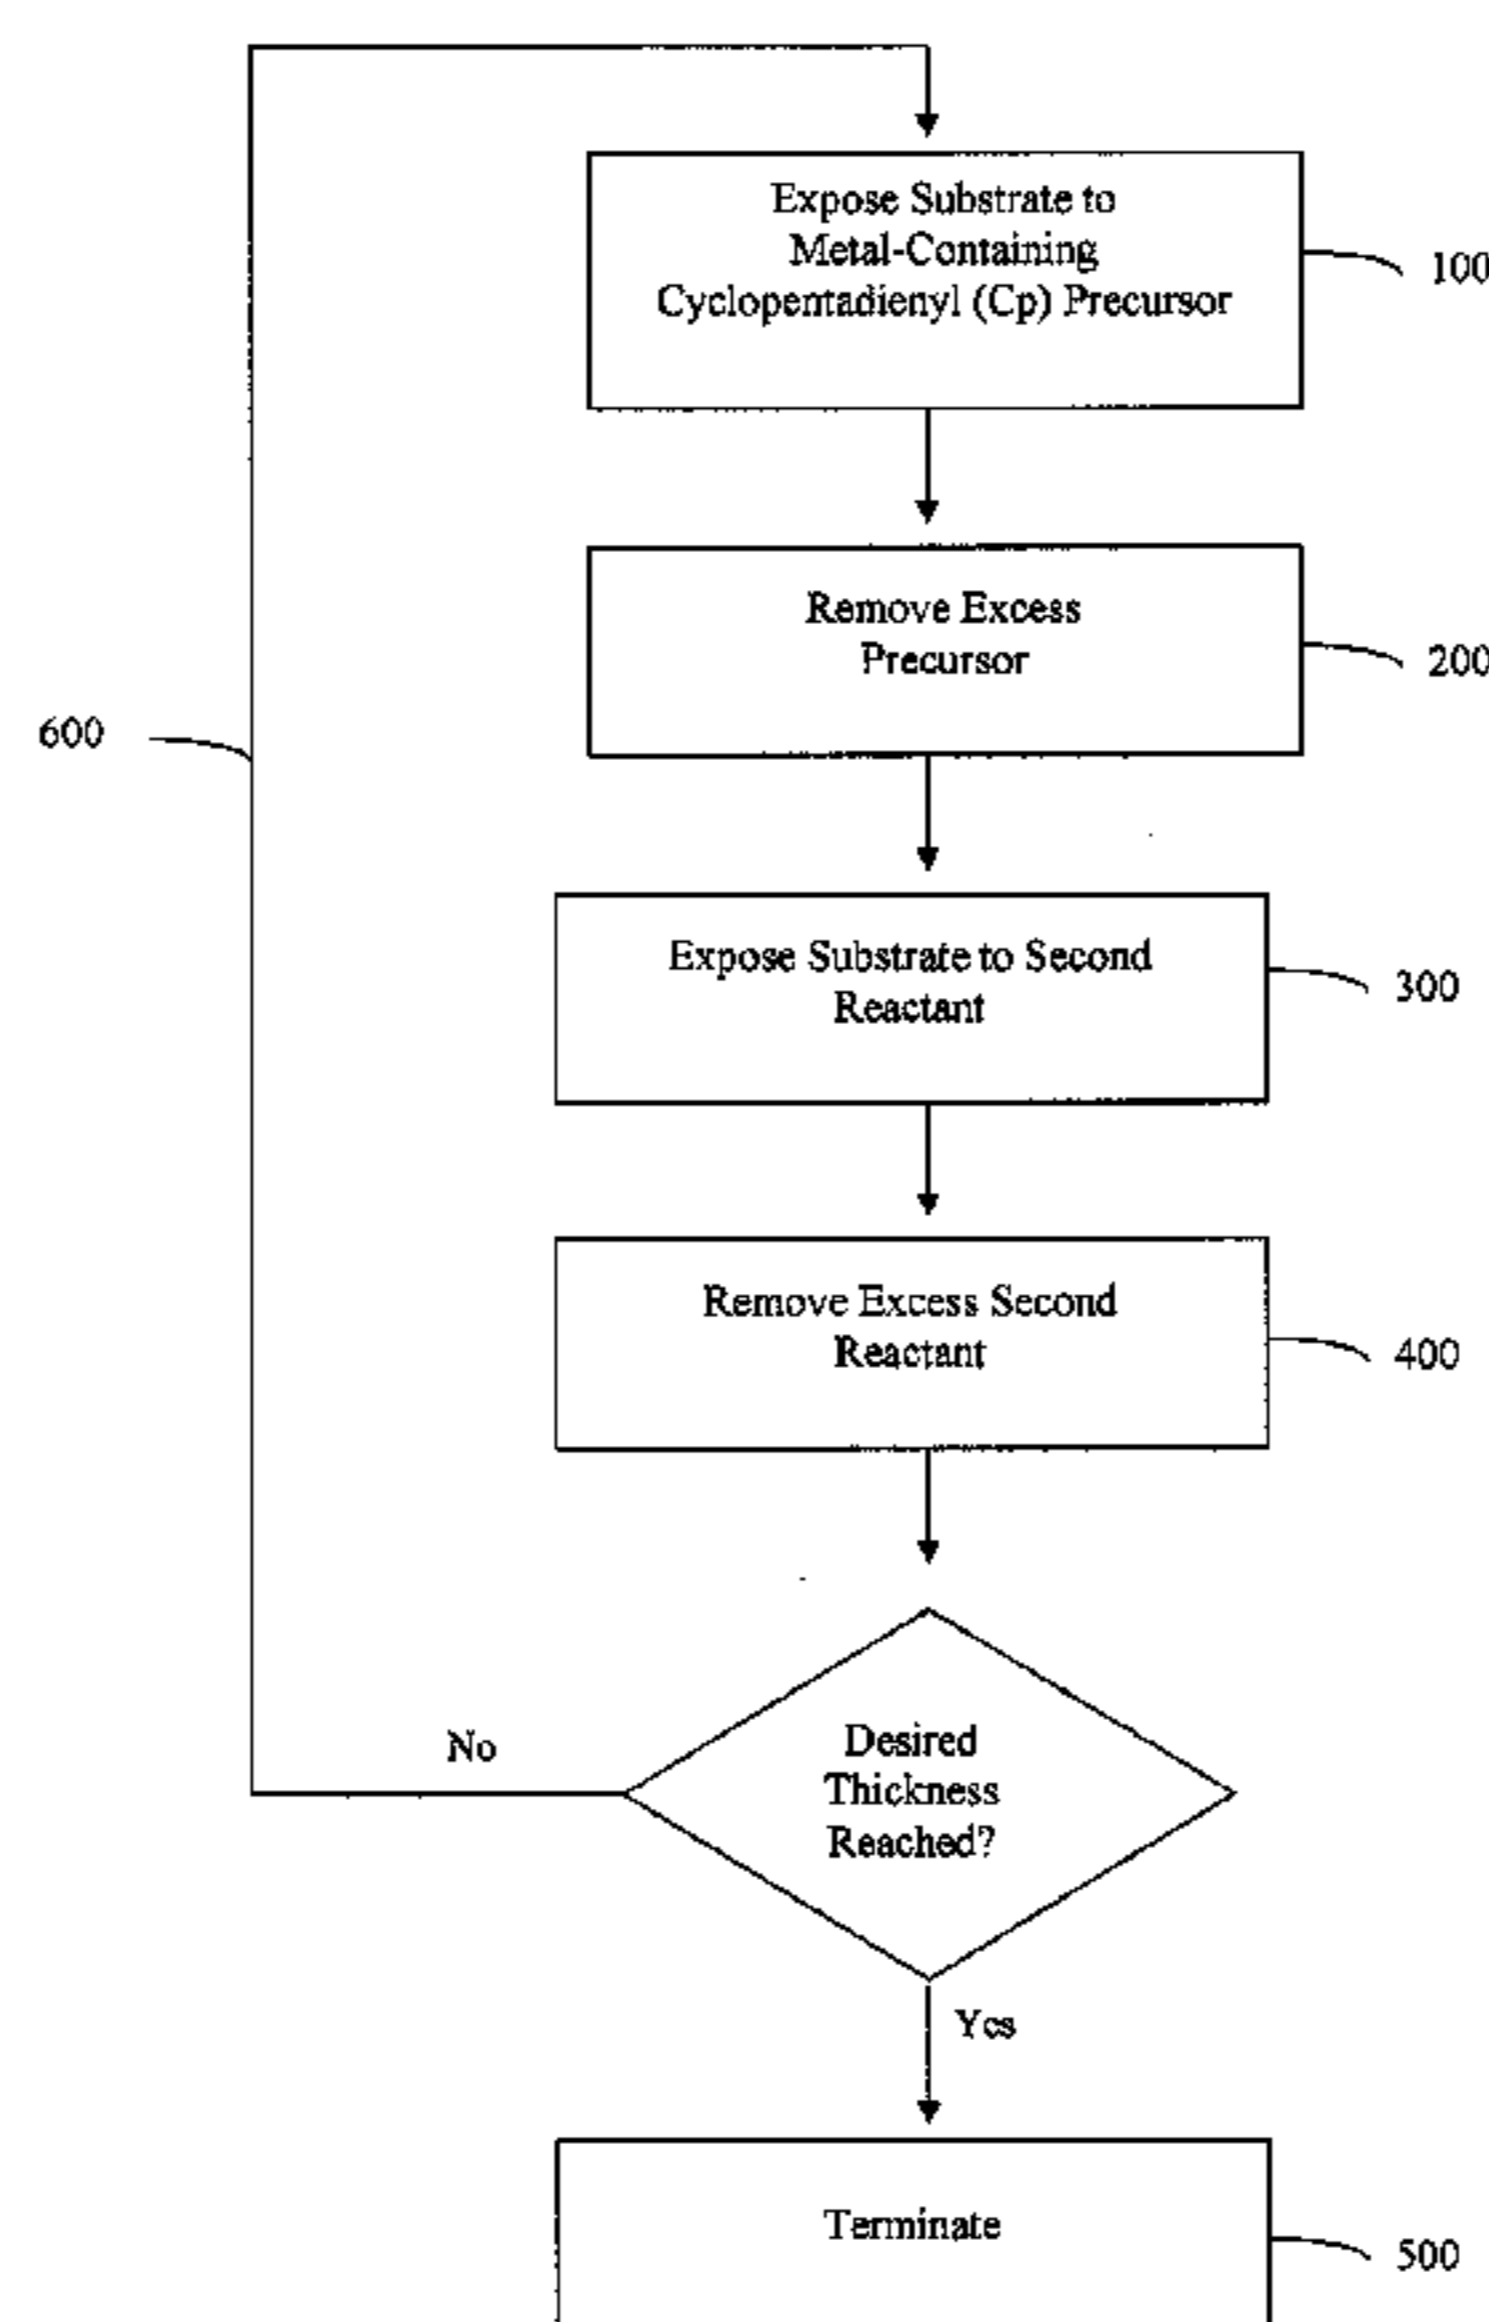 Expose Substrate to
Metal-Containing
Cyclopentadienyl (Cp) Precursor
100
Remove Excess
Precursor
200
600
Expose Substrate to Second
Reactant
300
Remove Excess Second
Reactant
400
No
Desired
Thickness
Reached?
Yes
Terminate
500